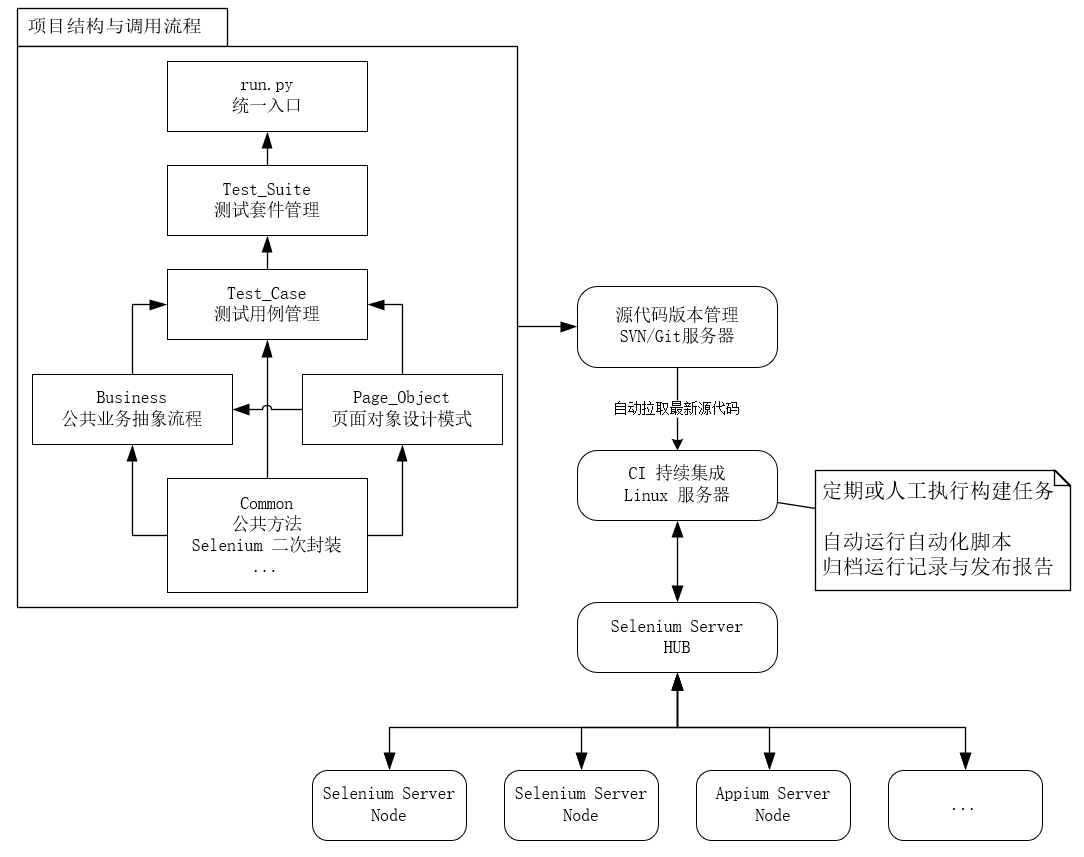 项目结构与调用流程
run.py
统一入口
Test_Suite
测试套件管理
Test_Case
测试用例管理
Business
公共业务抽象流程
Page_Object
页面对象设计模式
Common
公共方法
Selenium 二次封装
...
源代码版本管理
SVN/Git服务器
自动拉取最新源代码
CI 持续集成
Linux 服务器
定期或人工执行构建任务
自动运行自动化脚本
归档运行记录与发布报告
Selenium Server
HUB
Selenium Server
Node
Selenium Server
Node
Appium Server
Node
...